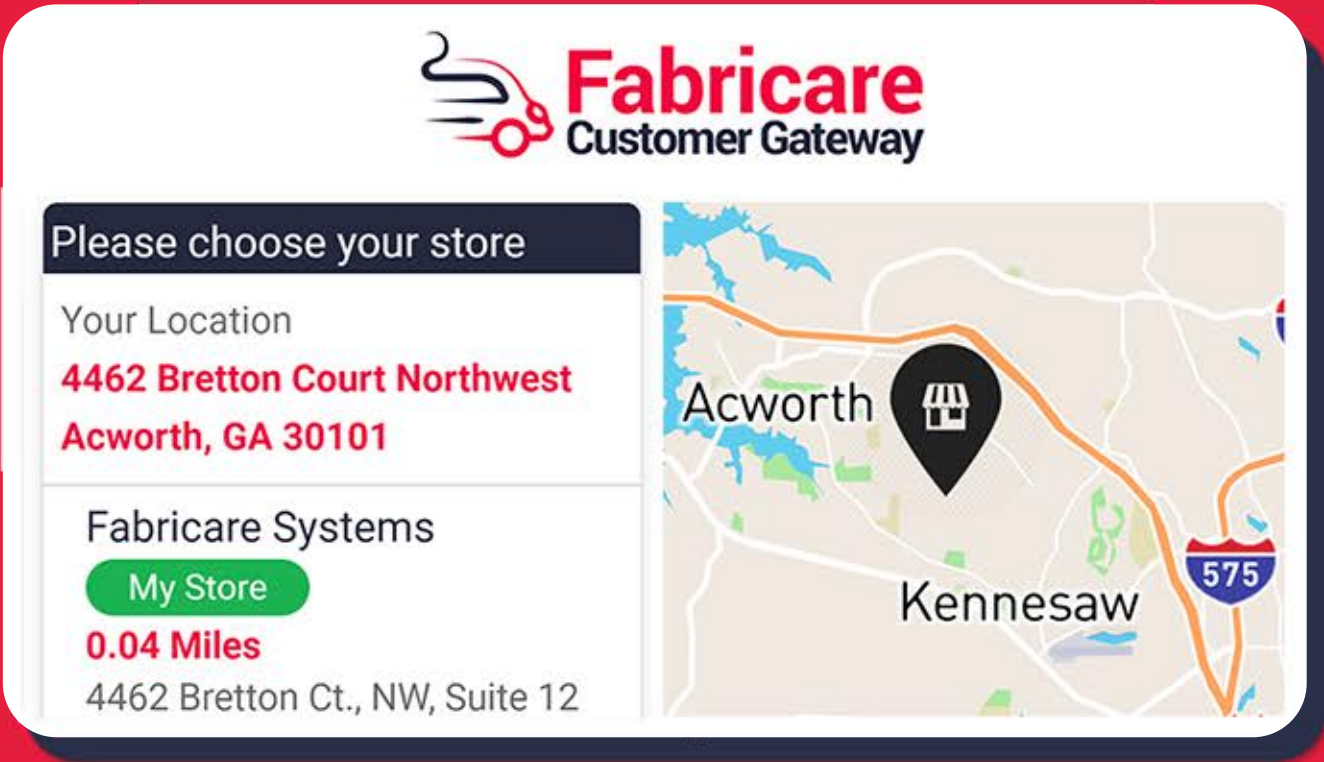 Fabricare
Customer Gateway
Please choose your store
Your Location
4462 Bretton Court Northwest
Acworth, GA 30101
Fabricare Systems
My Store
0.04 Miles
4462 Bretton Ct., NW, Suite 12
Acworth
Kennesaw
575